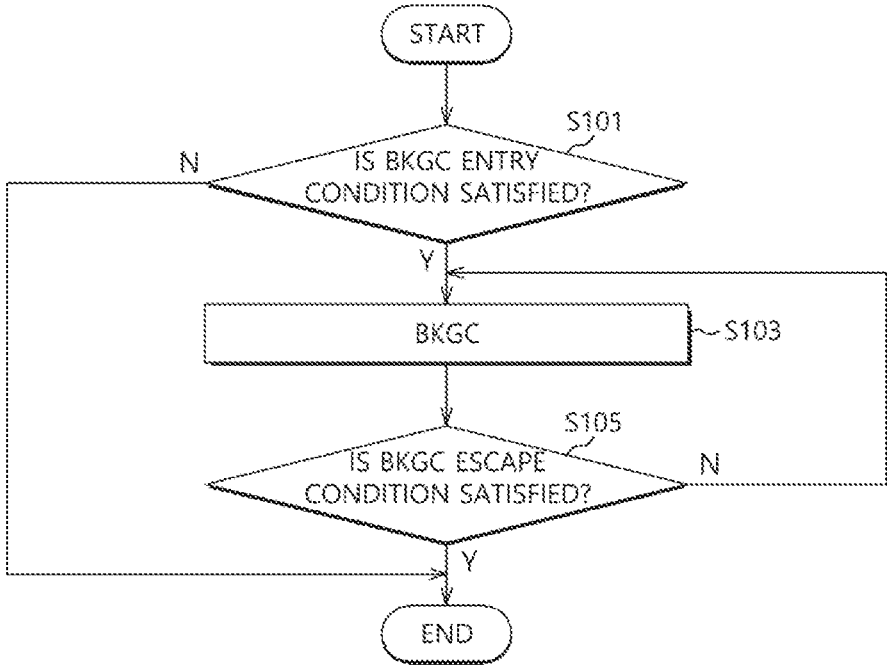 START
S101
N
IS BKGC ENTRY
CONDITION SATISFIED?
Y
BKGC
S103
S105
IS BKGC ESCAPE
CONDITION SATISFIED?
N
Y
END